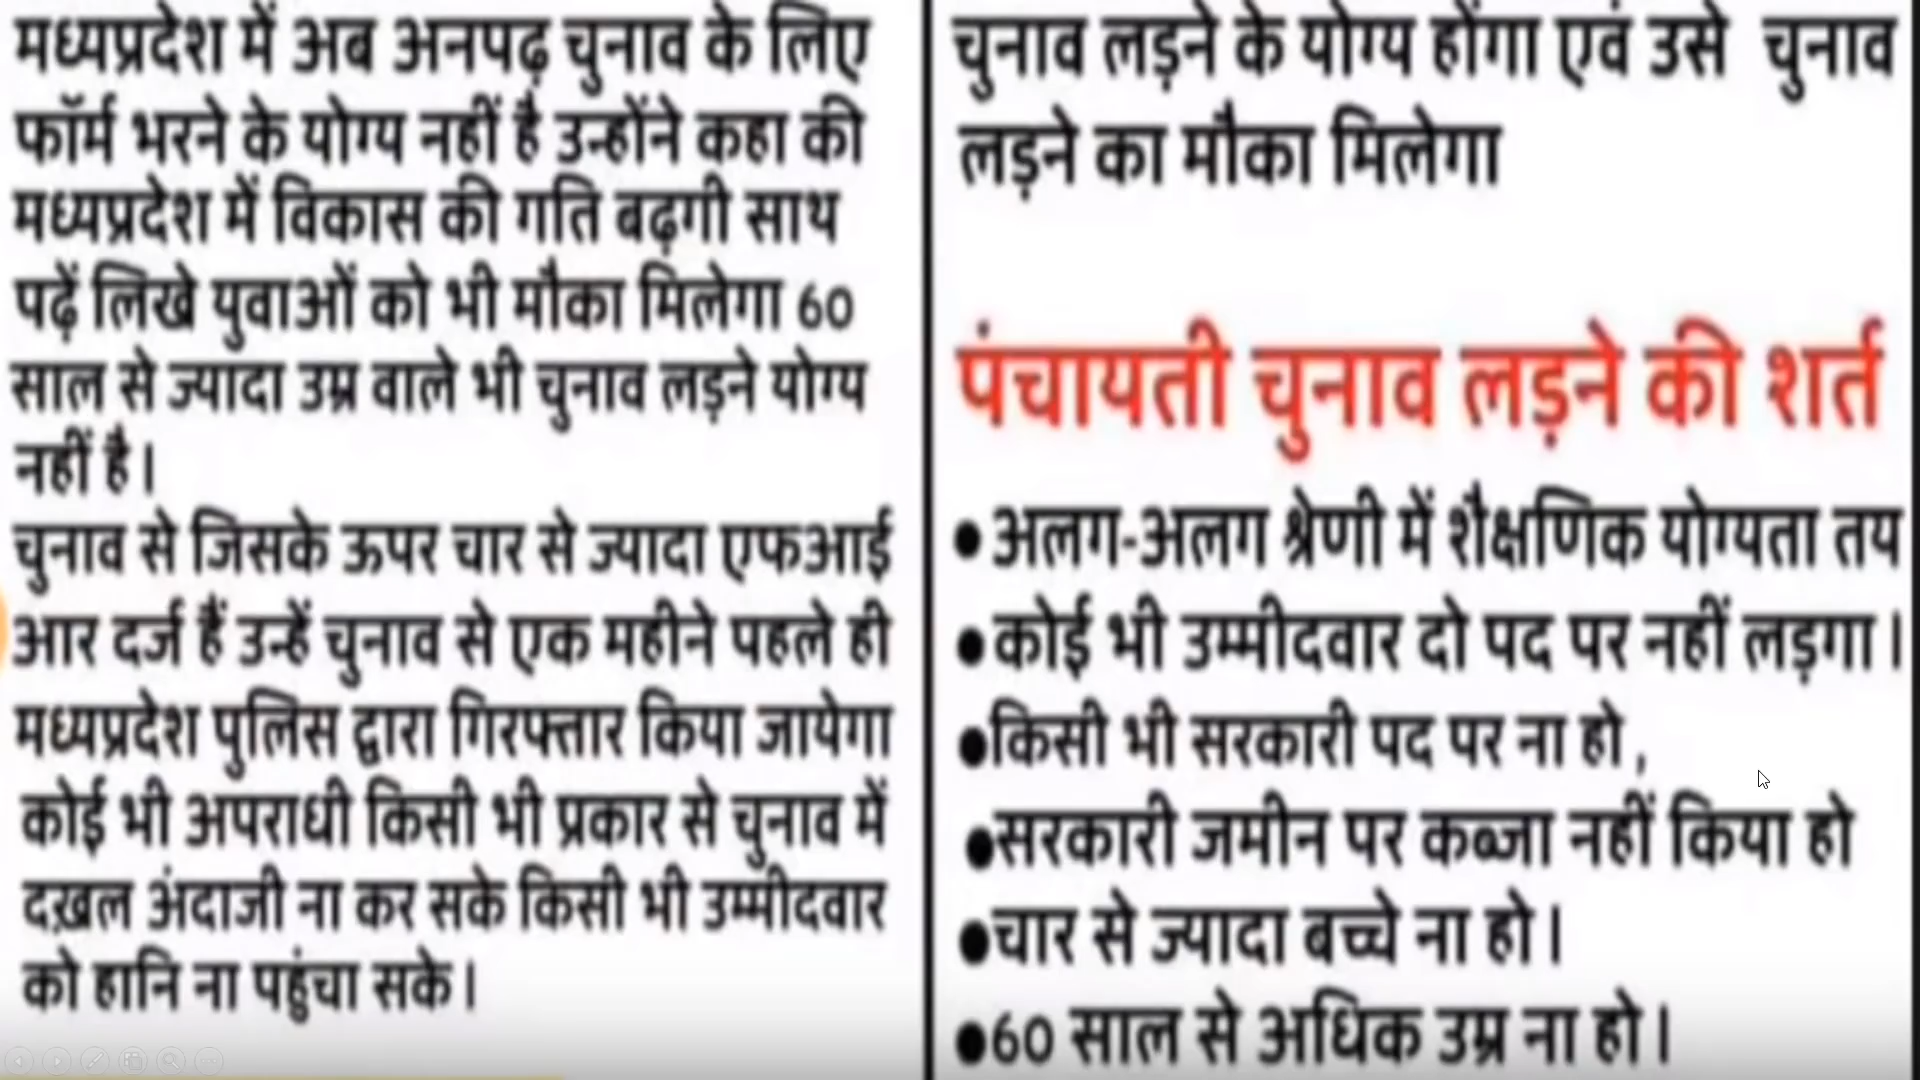 मध्यप्रदेश में अब अनपढ़ चुनाव के लिए
फॉर्म भरने के योग्य नहीं है उन्होंने कहा की
मध्यप्रदेश में विकास की गति बढ़गी साथ
पढ़ें लिखे युवाओं को भी मौका मिलेगा 60
साल से ज्यादा उम्र वाले भी चुनाव लड़ने योग्य
नहीं है।
चुनाव से जिसके ऊपर चार से ज्यादा एफआई
आर दर्ज हैं उन्हें चुनाव से एक महीने पहले ही
मध्यप्रदेश पुलिस द्वारा गिरफ्तार किया जायेगा
कोई भी अपराधी किसी भी प्रकार से चुनाव में
दख़ल अंदाजी ना कर सके किसी भी उम्मीदवार
को हानि ना पहुंचा सके।
चुनाव लड़ने के योग्य होंगा एवं उसे चुनाव
लड़ने का मौका मिलेगा
पंचायती चुनाव लड़ने की शर्त
•अलग-अलग श्रेणी में शैक्षणिक योग्यता तय
•कोई भी उम्मीदवार दो पद पर नहीं लड़गा।
•किसी भी सरकारी पद पर ना हो,
•सरकारी जमीन पर कब्जा नहीं किया हो
•चार से ज्यादा बच्चे ना हो।
•60 साल से अधिक उम्र ना हो।